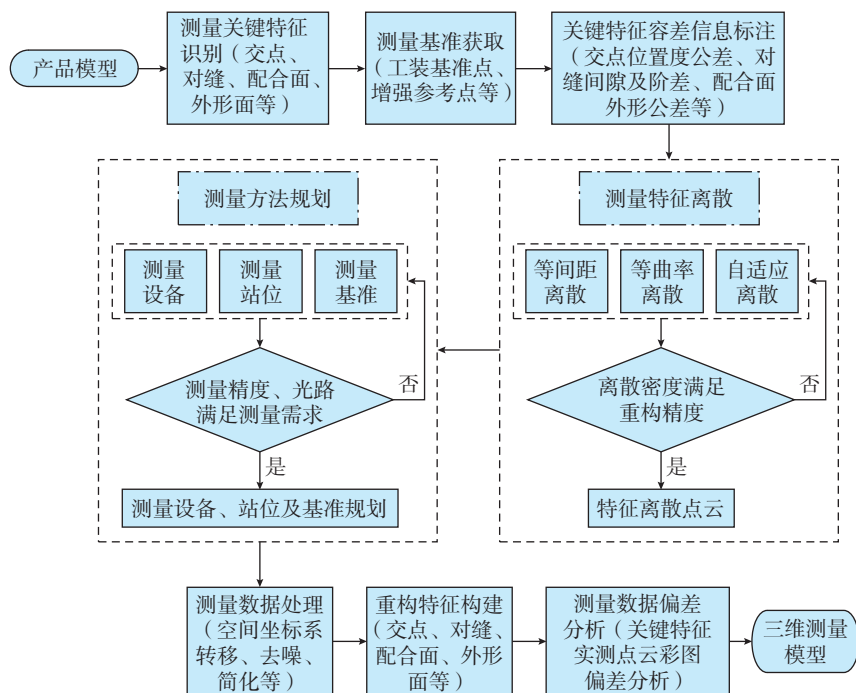 产品模型
测量关键特征
识别（交点、
对缝、配合面、
外形面等）
测量基准获取
（工装基准点、
增强参考点等）
关键特征容差信息标注
（交点位置度公差、对
缝间隙及阶差、配合面
外形公差等）
测量方法规划
测量
设备
测量
站位
测量
基准
测量精度、光路
满足测量需求
否
是
测量设备、站位及基准规划
测量特征离散
等间距
离散
等曲率
离散
自适应
离散
离散密度满足
重构精度
否
是
特征离散点云
测量数据处理
（空间坐标系
转移、去噪、
简化等）
重构特征构建
（交点、对缝、
配合面、外形
面等）
测量数据偏差
分析（关键特征
实测点云彩图
偏差分析）
三维测量
模型